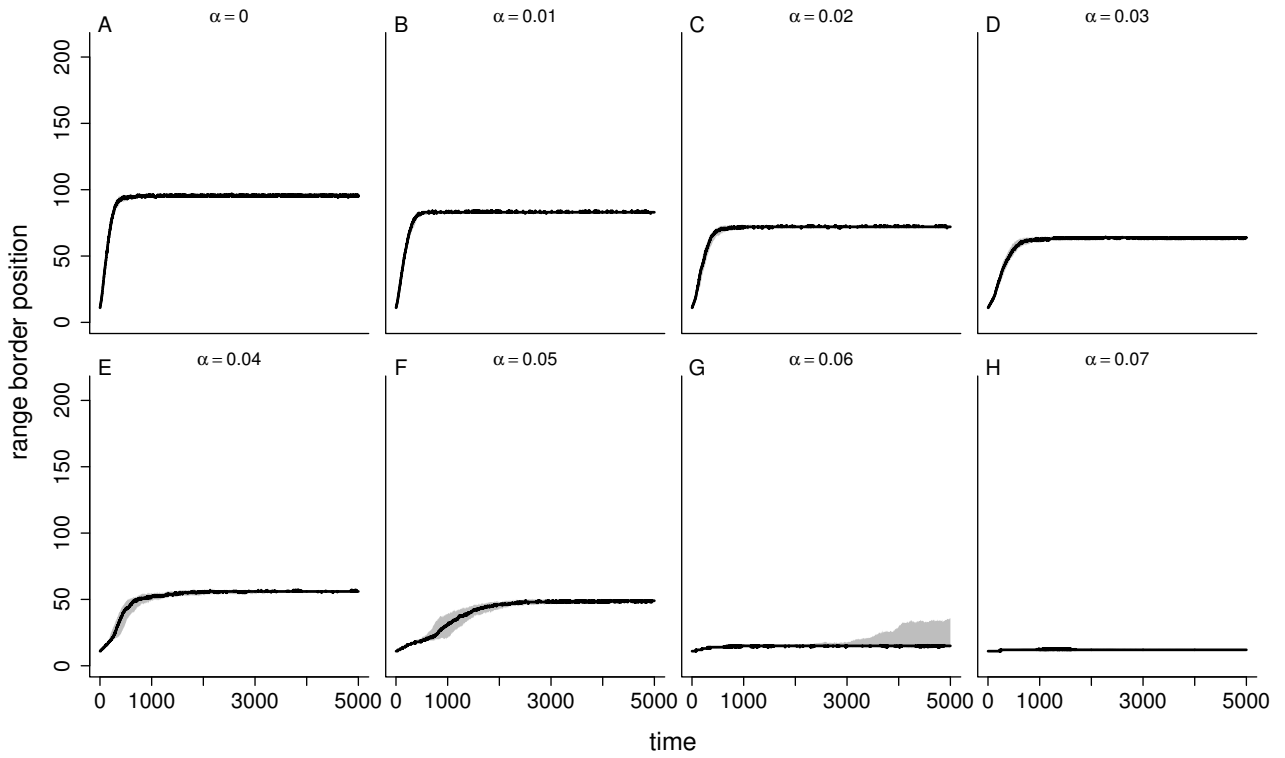 A
α = 0
B
α = 0.01
C
α = 0.02
D
α = 0.03
200
150
100
50
0
E
α = 0.04
F
α = 0.05
G
α = 0.06
H
α = 0.07
200
150
100
50
0
range border position
0 1000 3000 5000
0 1000 3000 5000
0 1000 3000 5000
0 1000 3000 5000
time